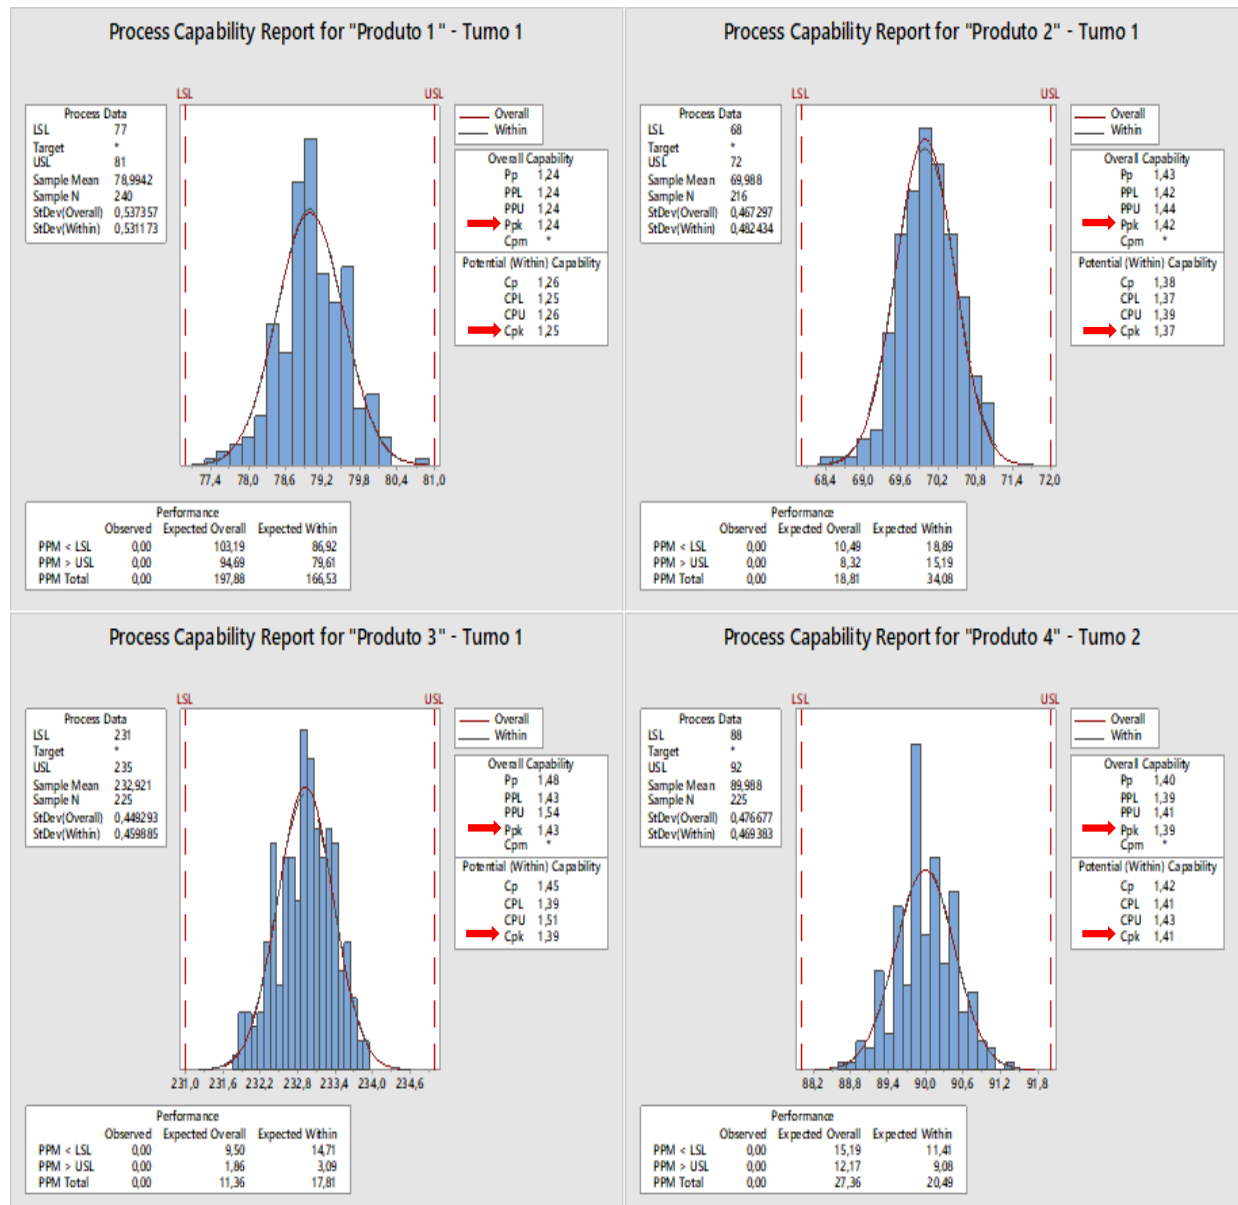 Process Capability Report for "Produto 1" - Turno 1
LSL USL
Process Data
LSL 77
Target *
USL 81
Sample Mean 78,9942
Sample N 240
StDev(Overall) 0,537357
StDev(Within) 0,531173
Overall
Within
Overall Capability
Pp 1,24
PPL 1,24
PPU 1,24
Ppk 1,24
Cpm *
Potential (Within) Capability
Cp 1,26
CPL 1,25
CPU 1,26
Cpk 1,25
77,4 78,0 78,6 79,2 79,8 80,4 81,0
Performance
Observed Expected Overall Expected Within
PPM < LSL 0,00 103,19 86,92
PPM > USL 0,00 94,69 79,61
PPM Total 0,00 197,88 166,53
Process Capability Report for "Produto 2" - Turno 1
LSL USL
Process Data
LSL 68
Target *
USL 72
Sample Mean 69,988
Sample N 216
StDev(Overall) 0,467297
StDev(Within) 0,482434
Overall
Within
Overall Capability
Pp 1,43
PPL 1,42
PPU 1,44
Ppk 1,42
Cpm *
Potential (Within) Capability
Cp 1,38
CPL 1,37
CPU 1,39
Cpk 1,37
68,4 69,0 69,6 70,2 70,8 71,4 72,0
Performance
Observed Expected Overall Expected Within
PPM < LSL 0,00 10,49 18,89
PPM > USL 0,00 8,32 15,19
PPM Total 0,00 18,81 34,08
Process Capability Report for "Produto 3" - Turno 1
LSL USL
Process Data
LSL 231
Target *
USL 235
Sample Mean 232,921
Sample N 225
StDev(Overall) 0,449293
StDev(Within) 0,459885
Overall
Within
Overall Capability
Pp 1,48
PPL 1,43
PPU 1,54
Ppk 1,43
Cpm *
Potential (Within) Capability
Cp 1,45
CPL 1,39
CPU 1,51
Cpk 1,39
231,0 231,6 232,2 232,8 233,4 234,0 234,6
Performance
Observed Expected Overall Expected Within
PPM < LSL 0,00 9,50 14,71
PPM > USL 0,00 1,86 3,09
PPM Total 0,00 11,36 17,81
Process Capability Report for "Produto 4" - Turno 2
LSL USL
Process Data
LSL 88
Target *
USL 92
Sample Mean 89,988
Sample N 225
StDev(Overall) 0,476677
StDev(Within) 0,469383
Overall
Within
Overall Capability
Pp 1,40
PPL 1,39
PPU 1,41
Ppk 1,39
Cpm *
Potential (Within) Capability
Cp 1,42
CPL 1,41
CPU 1,43
Cpk 1,41
88,2 88,8 89,4 90,0 90,6 91,2 91,8
Performance
Observed Expected Overall Expected Within
PPM < LSL 0,00 15,19 11,41
PPM > USL 0,00 12,17 9,08
PPM Total 0,00 27,36 20,49